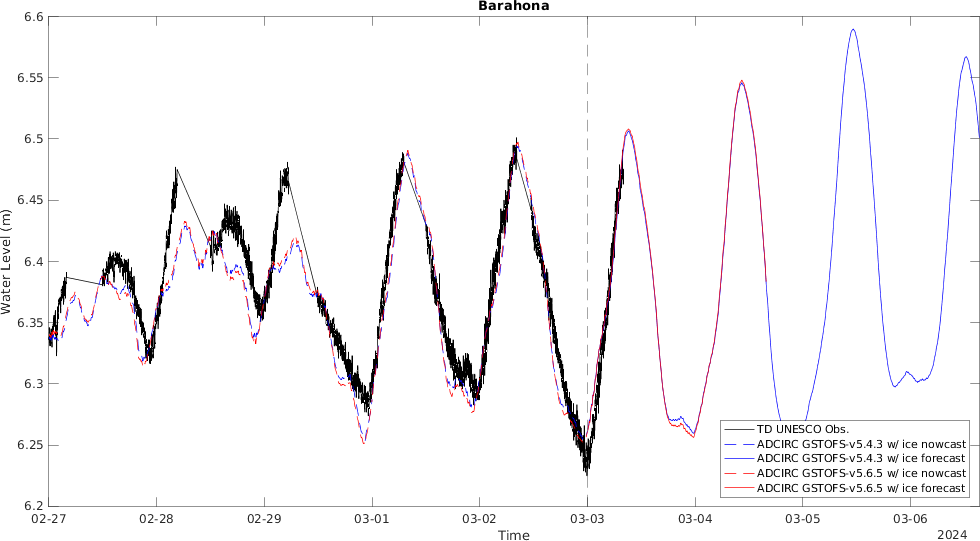 Barahona
6.6
6.55
6.5
6.45
6.4
6.35
6.3
6.25
6.2
Water Level (m)
02-27 02-28 02-29 03-01 03-02 03-03 03-04 03-05 03-06
Time
2024
TD UNESCO Obs.
ADCIRC GSTOFS-v5.4.3 w/ ice nowcast
ADCIRC GSTOFS-v5.4.3 w/ ice forecast
ADCIRC GSTOFS-v5.6.5 w/ ice nowcast
ADCIRC GSTOFS-v5.6.5 w/ ice forecast